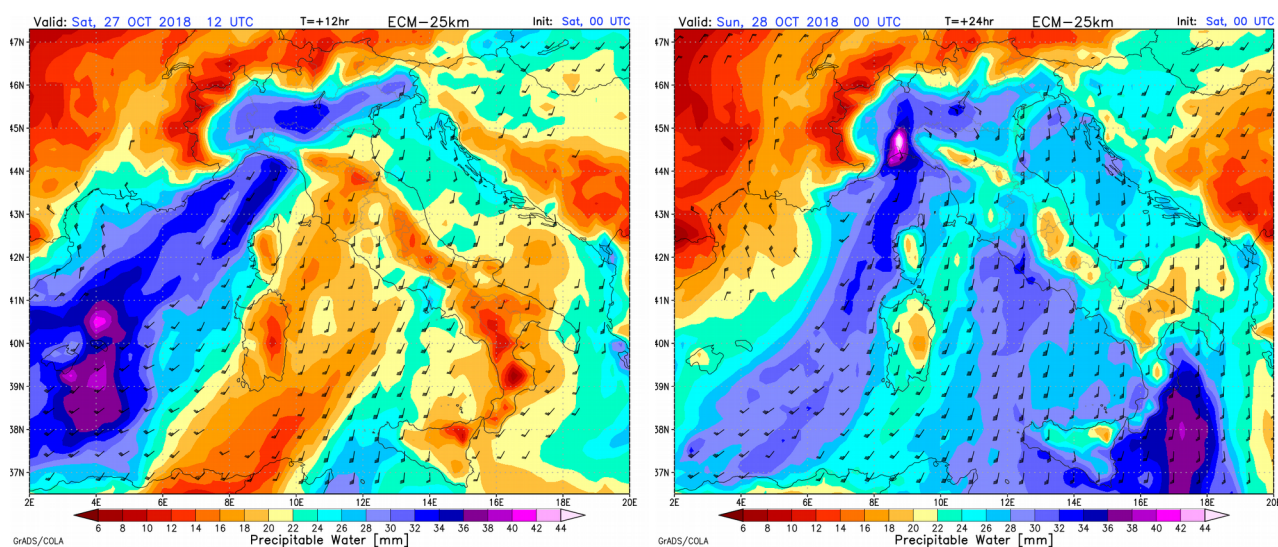 Valid: Sat, 27 OCT 2018 12 UTC T=+12hr ECM-25km Init: Sat, 00 UTC
47N
46N
45N
44N
43N
42N
41N
40N
39N
38N
37N
2E 4E 6E 8E 10E 12E 14E 16E 18E 20E
6 8 10 12 14 16 18 20 22 24 26 28 30 32 34 36 38 40 42 44
GrADS/COLA Precipitable Water [mm]
Valid: Sun, 28 OCT 2018 00 UTC T=+24hr ECM-25km Init: Sat, 00 UTC
47N
46N
45N
44N
43N
42N
41N
40N
39N
38N
37N
2E 4E 6E 8E 10E 12E 14E 16E 18E 20E
6 8 10 12 14 16 18 20 22 24 26 28 30 32 34 36 38 40 42 44
GrADS/COLA Precipitable Water [mm]